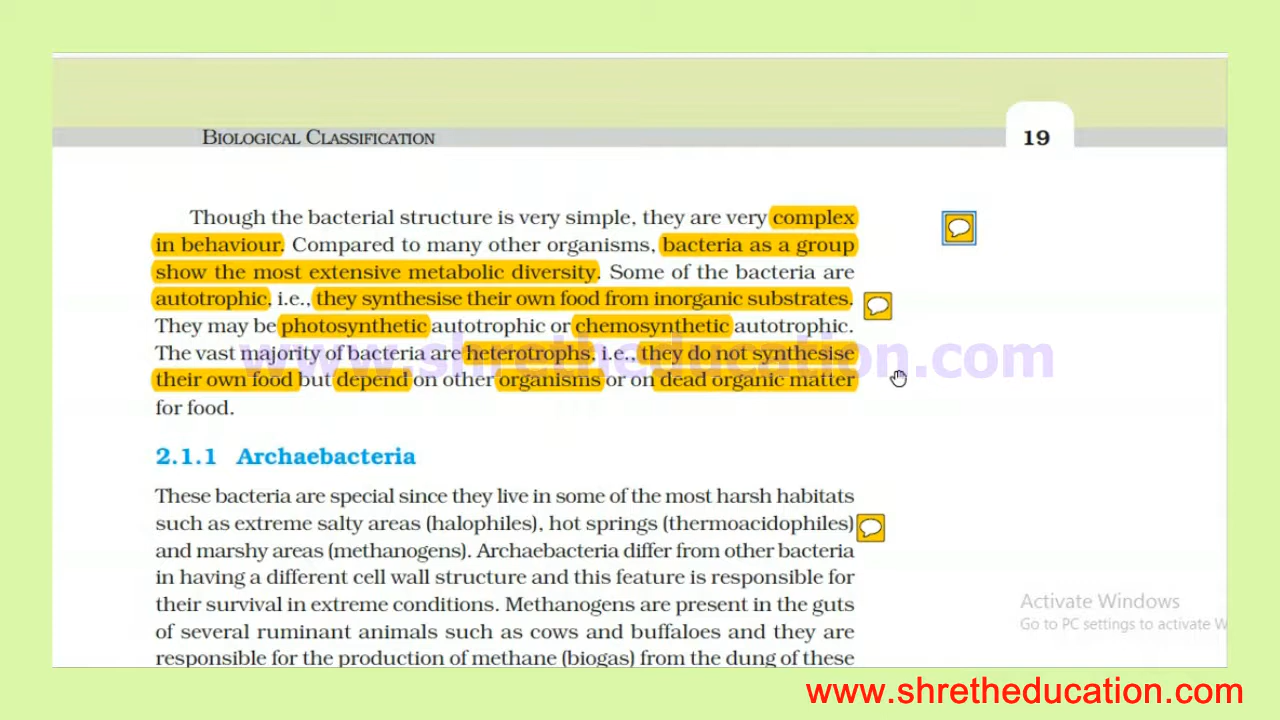 BIOLOGICAL CLASSIFICATION
19
Though the bacterial structure is very simple, they are very complex
in behaviour. Compared to many other organisms, bacteria as a group
show the most extensive metabolic diversity. Some of the bacteria are
autotrophic, i.e., they synthesise their own food from inorganic substrates.
They may be photosynthetic autotrophic or chemosynthetic autotrophic.
The vast majority of bacteria are heterotrophs, i.e., they do not synthesise
their own food but depend on other organisms or on dead organic matter
for food.
www.shretheducation.com
2.1.1 Archaebacteria
These bacteria are special since they live in some of the most harsh habitats
such as extreme salty areas (halophiles), hot springs (thermoacidophiles)
and marshy areas (methanogens). Archaebacteria differ from other bacteria
in having a different cell wall structure and this feature is responsible for
their survival in extreme conditions. Methanogens are present in the guts
of several ruminant animals such as cows and buffaloes and they are
responsible for the production of methane (biogas) from the dung of these
Activate Windows
Go to PC settings to activate W
www.shretheducation.com